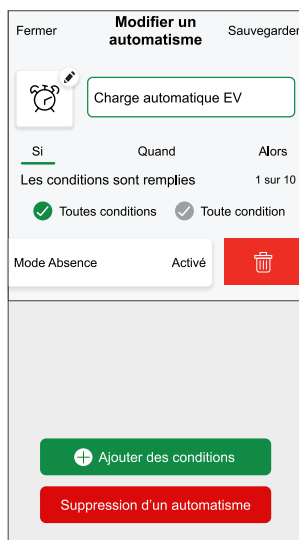 Fermer
Modifier un
automatisme
Sauvegarder
Charge automatique EV
Si Quand Alors
Les conditions sont remplies 1 sur 10
Toutes conditions Toute condition
Mode Absence Activé
Ajouter des conditions
Suppression d'un automatisme